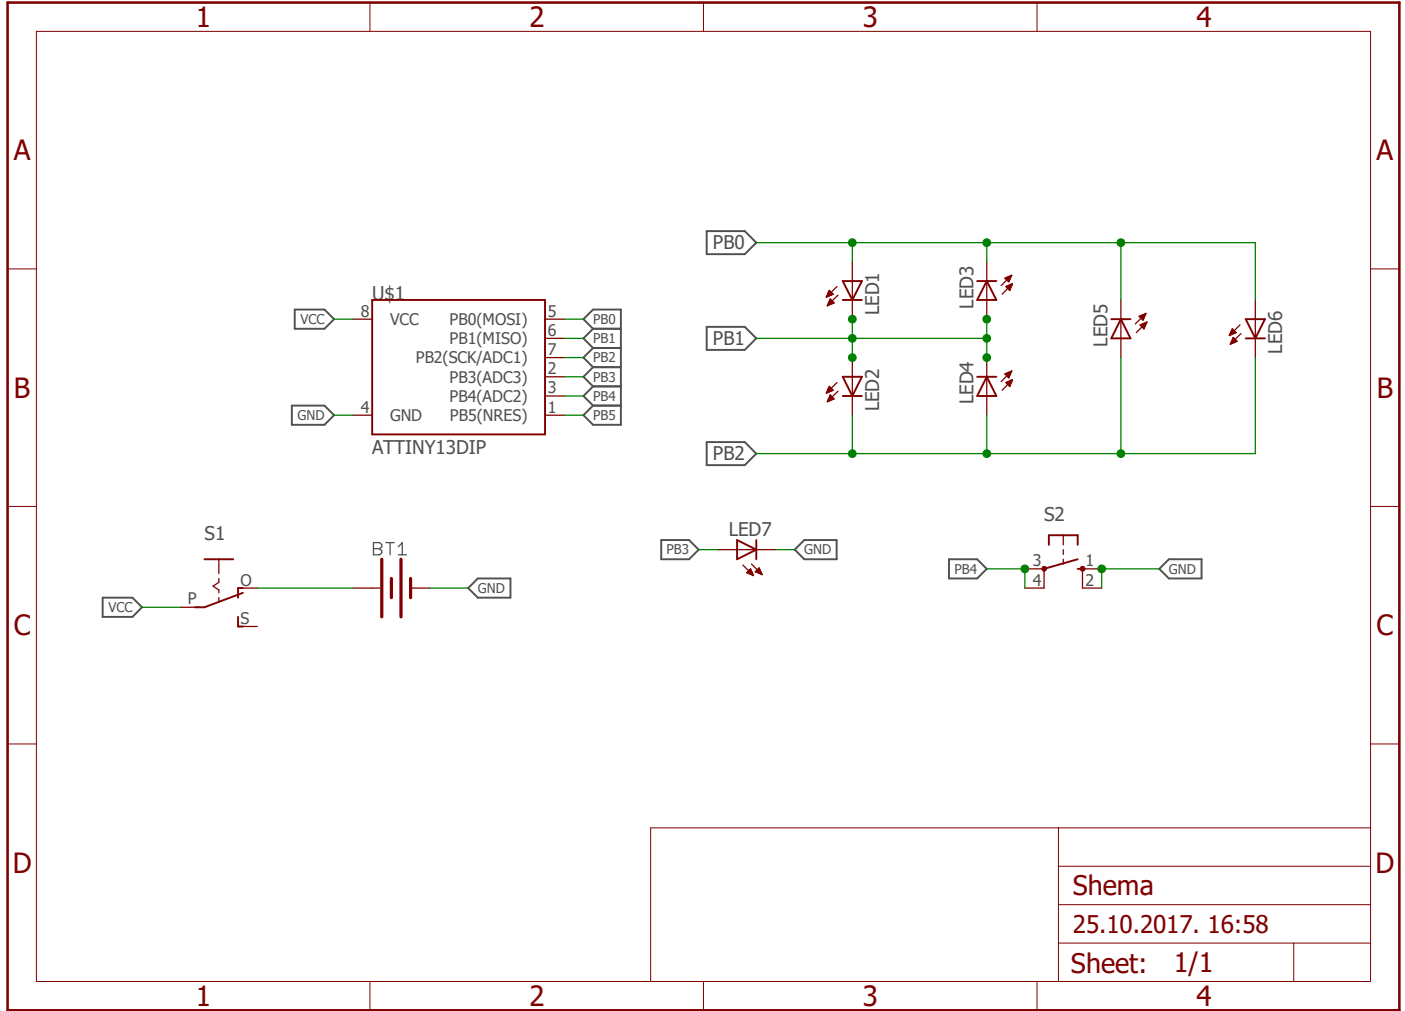 1 2 3 4
A A
B B
C C
D D
U$1
VCC 8 VCC PB0(MOSI) 5 PB0
PB1(MISO) 6 PB1
PB2(SCK/ADC1) 7 PB2
PB3(ADC3) 2 PB3
PB4(ADC2) 3 PB4
GND 4 GND PB5(NRES) 1 PB5
ATTINY13DIP
PB0
LED1
LED3
PB1
LED5
LED6
LED2
LED4
PB2
S1
VCC
P
O
S
BT1
GND
LED7
PB3
GND
S2
PB4
3
4
1
2
GND
Shema
25.10.2017. 16:58
Sheet: 1/1
1 2 3 4